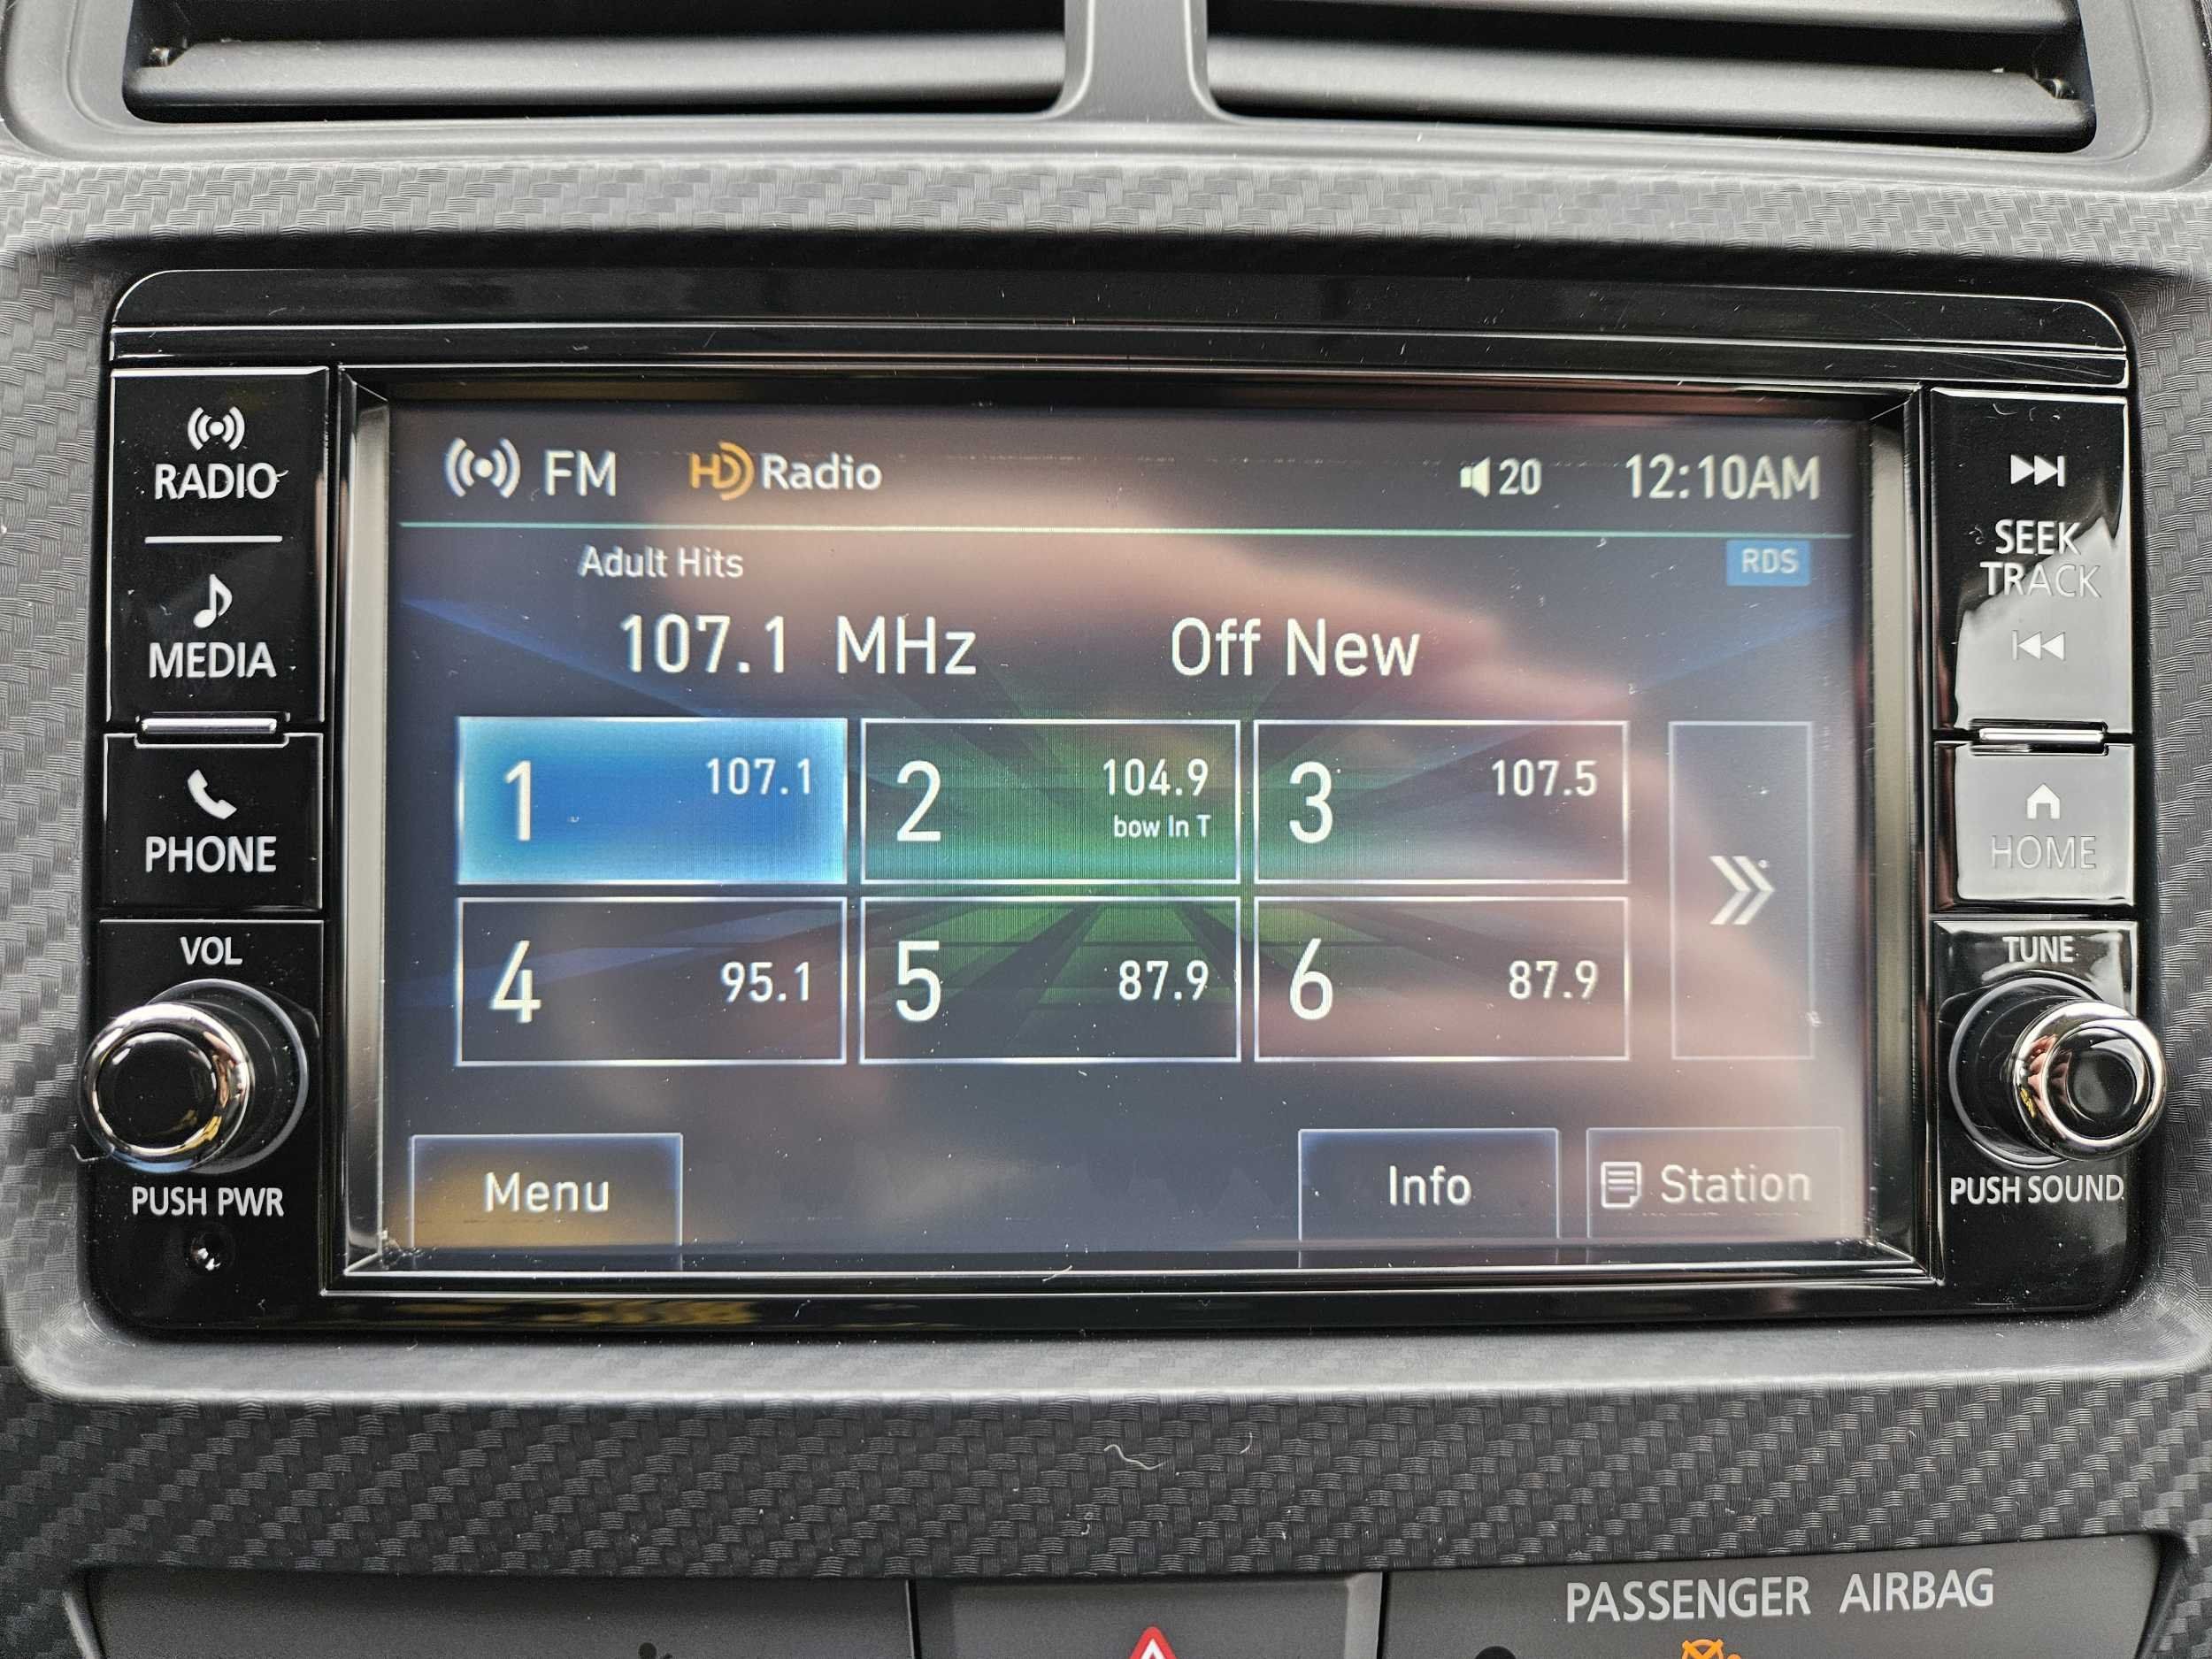 RADIO
MEDIA
PHONE
VOL
PUSH PWR
FM HD Radio 20 12:10AM
Adult Hits RDS
107.1 MHz Off New
1 107.1 2 104.9 3 107.5
bow In T
4 95.1 5 87.9 6 87.9
Menu Info Station
SEEK
TRACK
HOME
TUNE
PUSH SOUND
PASSENGER AIRBAG